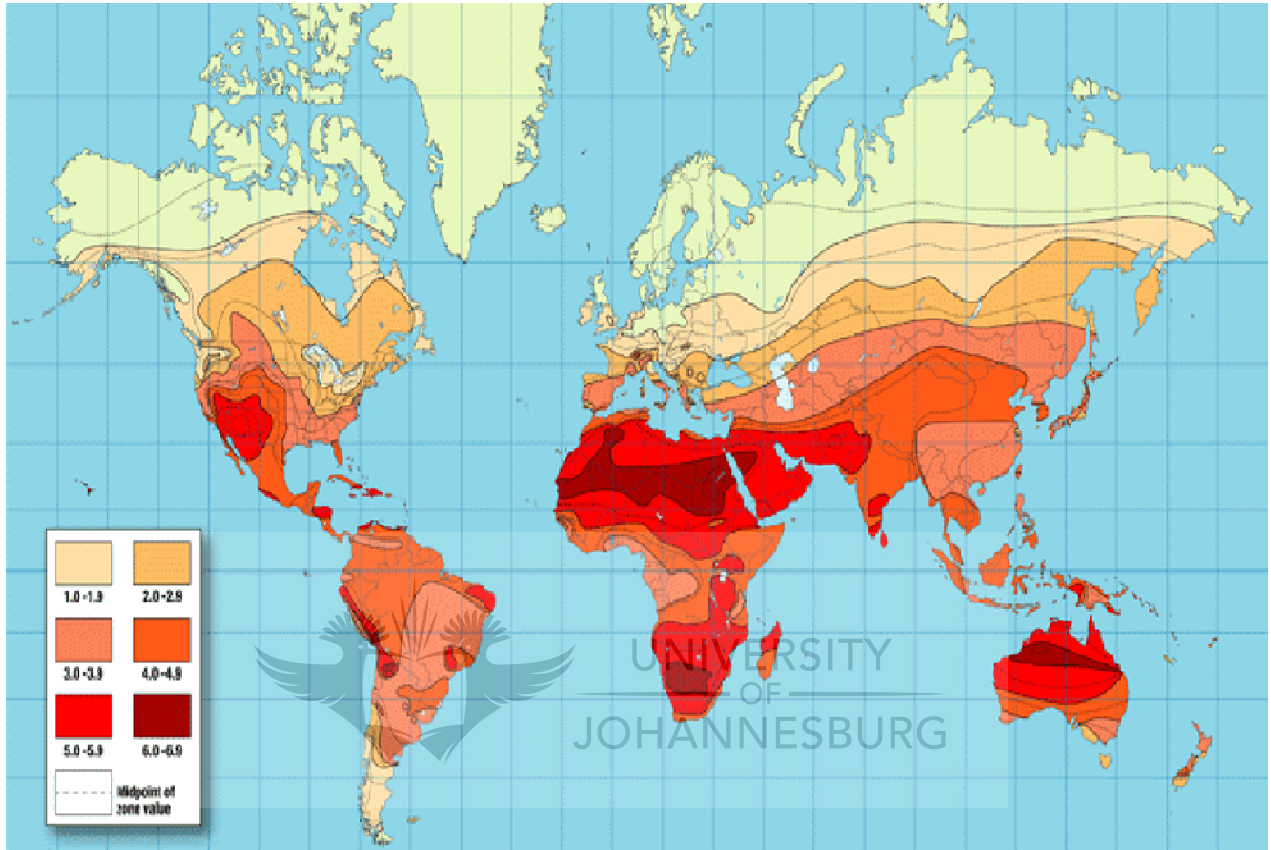 1.0 -1.9
2.0 -2.9
3.0 -3.9
4.0 -4.9
5.0 -5.9
6.0 -6.9
Midpoint of
zone value
UNIVERSITY
OF
JOHANNESBURG